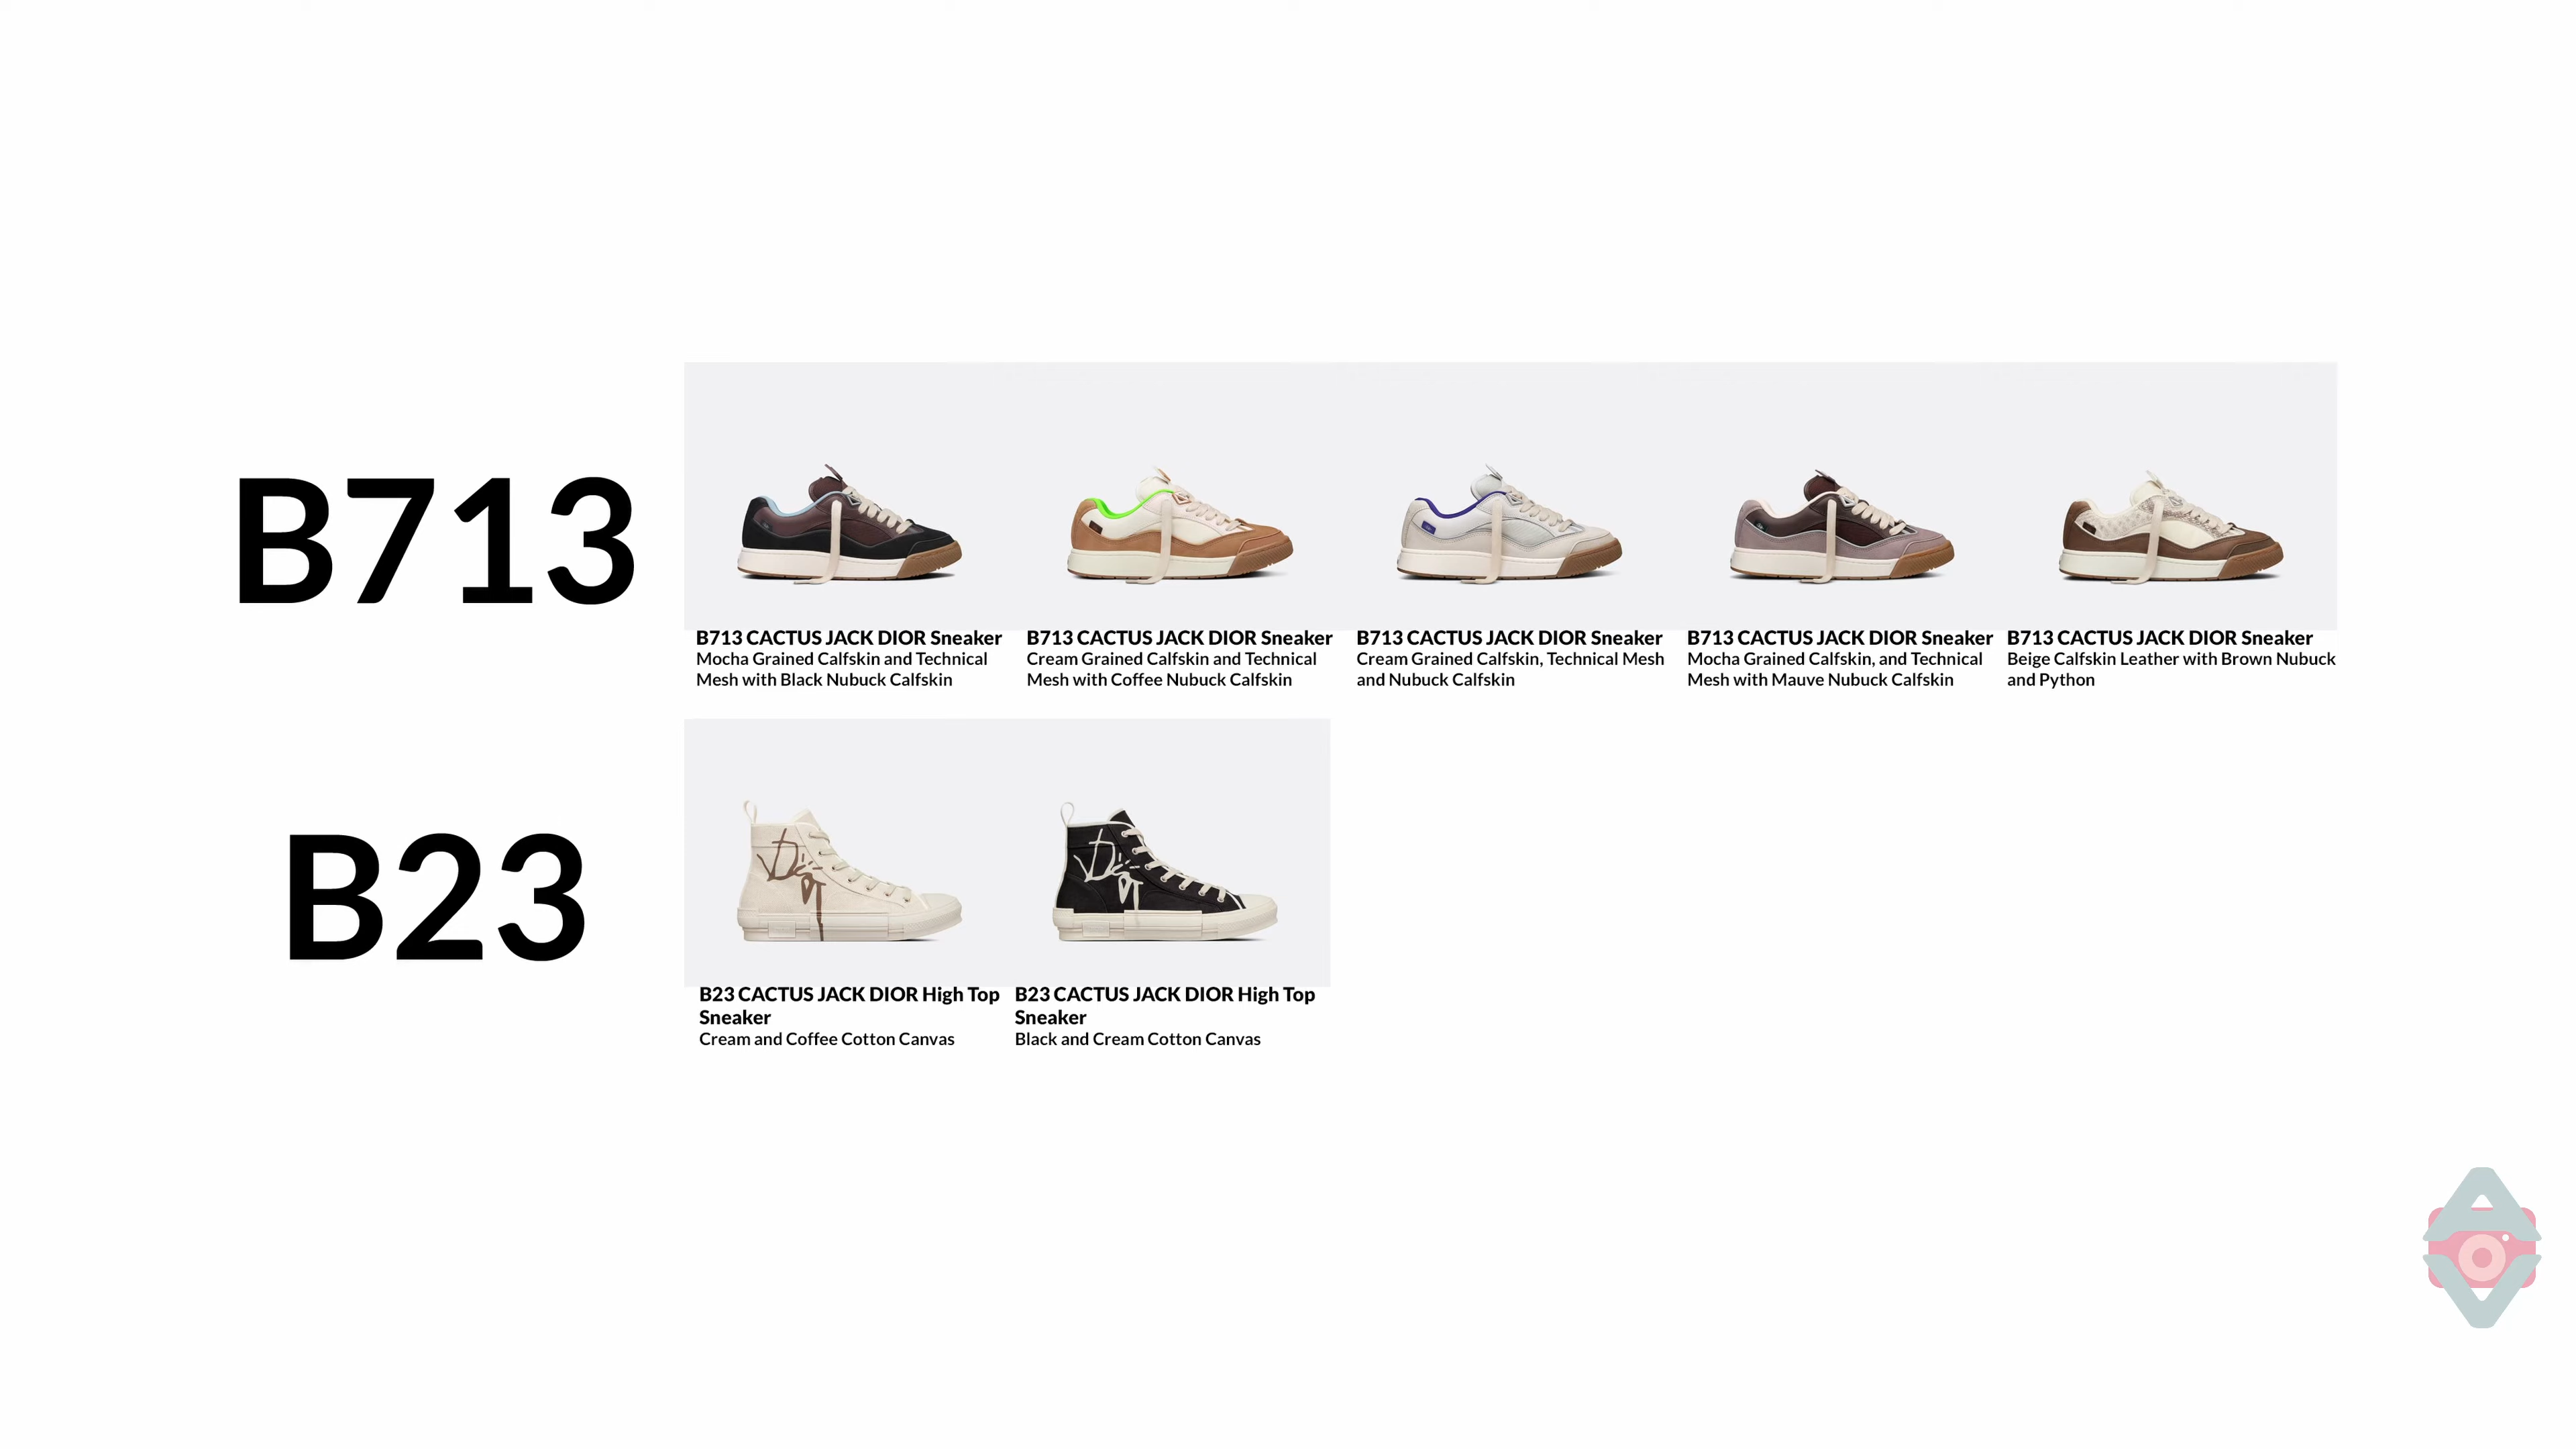 B713
B713 CACTUS JACK DIOR Sneaker
Mocha Grained Calfskin and Technical
Mesh with Black Nubuck Calfskin
B713 CACTUS JACK DIOR Sneaker
Cream Grained Calfskin and Technical
Mesh with Coffee Nubuck Calfskin
B713 CACTUS JACK DIOR Sneaker
Cream Grained Calfskin, Technical Mesh
and Nubuck Calfskin
B713 CACTUS JACK DIOR Sneaker
Mocha Grained Calfskin, and Technical
Mesh with Mauve Nubuck Calfskin
B713 CACTUS JACK DIOR Sneaker
Beige Calfskin Leather with Brown Nubuck
and Python
B23
Dior
Dior
B23 CACTUS JACK DIOR High Top
Sneaker
Cream and Coffee Cotton Canvas
B23 CACTUS JACK DIOR High Top
Sneaker
Black and Cream Cotton Canvas